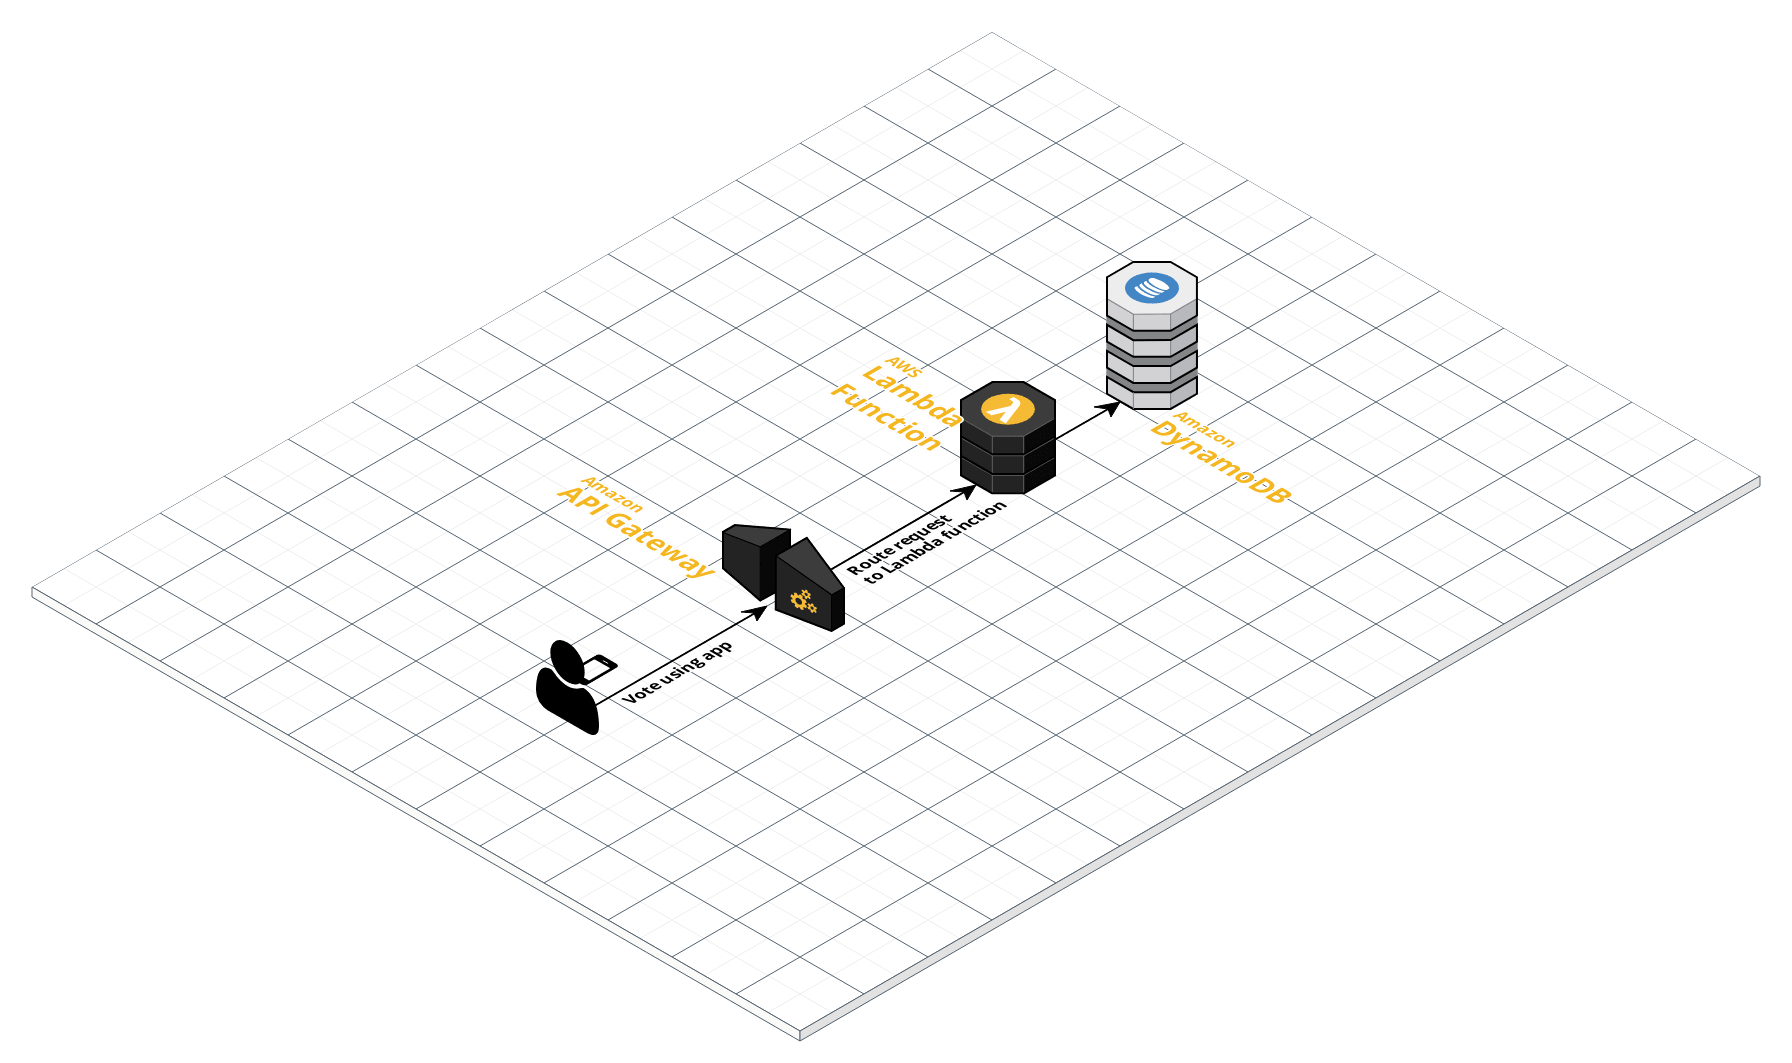 AWS
Lambda
Function
Amazon
DynamoDB
Amazon
API Gateway
Route request
to Lambda function
Vote using app